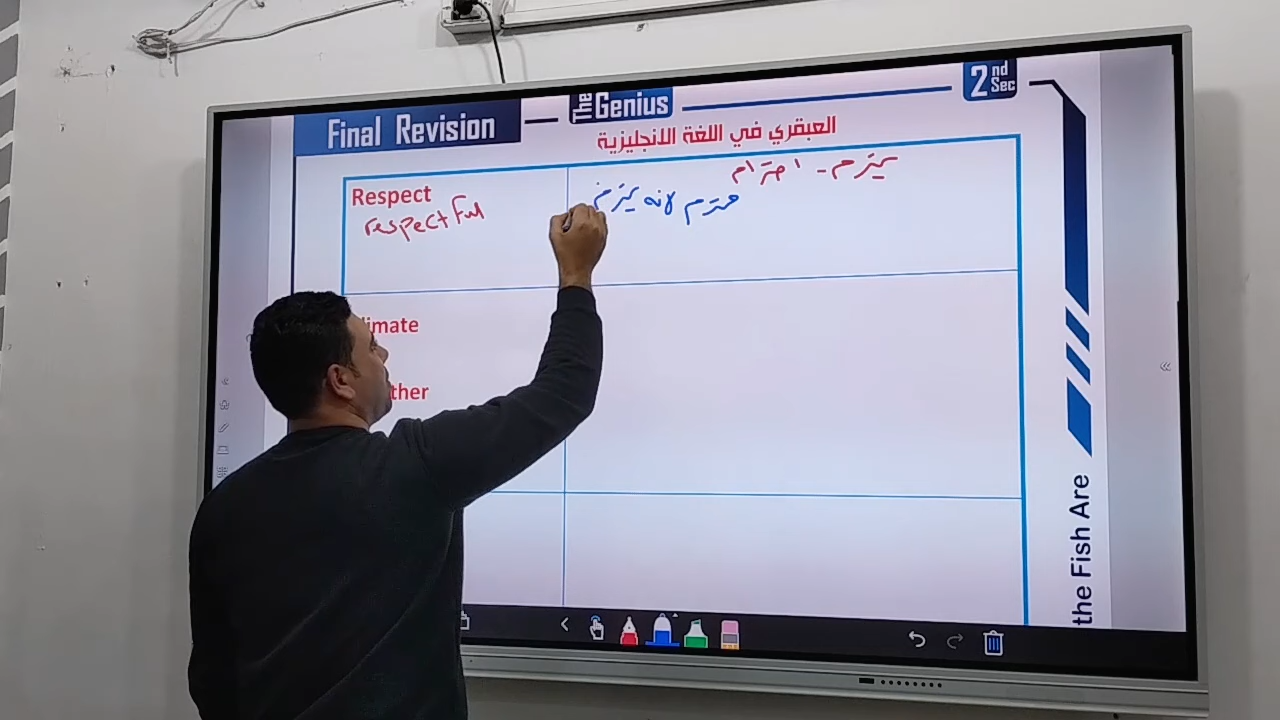 Final Revision
The Genius
2nd Sec
العبقري في اللغة الانجليزية
Respect
يحترم - احترام
respectful
محترم لانه يحترم
limate
ther
the Fish Are